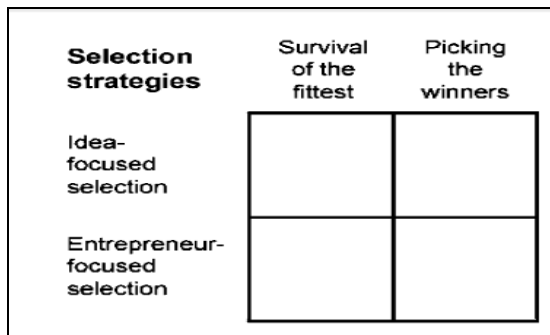 Selection
strategies
Survival
of the
fittest
Picking
the
winners
Idea-
focused
selection
Entrepreneur-
focused
selection